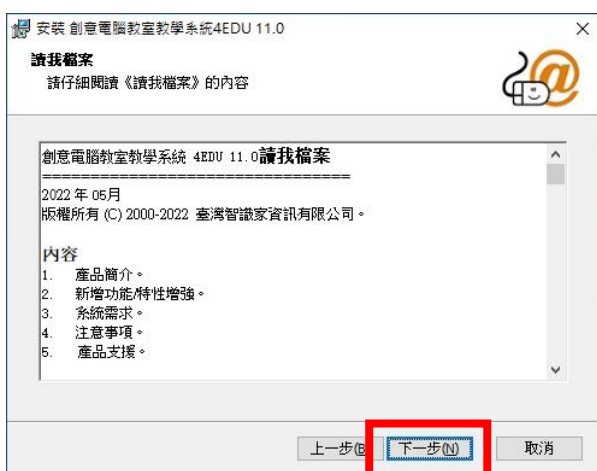 安裝 創意電腦教室教學系統4EDU 11.0
讀我檔案
請仔細閱讀《讀我檔案》的內容
創意電腦教室教學系統 4EDU 11.0讀我檔案
================================
2022 年 05月
版權所有 (C) 2000-2022 臺灣智識家資訊有限公司。
內容
1. 產品簡介。
2. 新增功能/特性增強。
3. 系統需求。
4. 注意事項。
5. 產品支援。
上一步(B 下一步(N) 取消